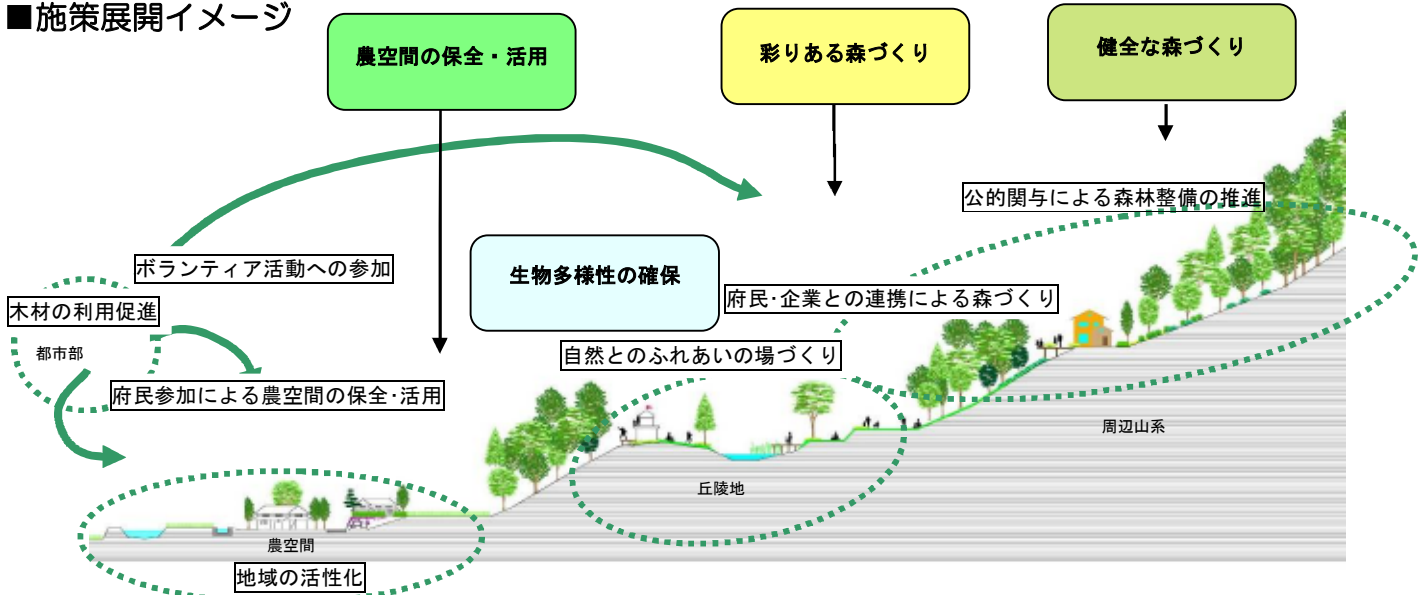 ■施策展開イメージ
農空間の保全・活用
彩りある森づくり
健全な森づくり
公的関与による森林整備の推進
ボランティア活動への参加
生物多様性の確保
府民･企業との連携による森づくり
木材の利用促進
都市部
自然とのふれあいの場づくり
府民参加による農空間の保全･活用
周辺山系
丘陵地
農空間
地域の活性化